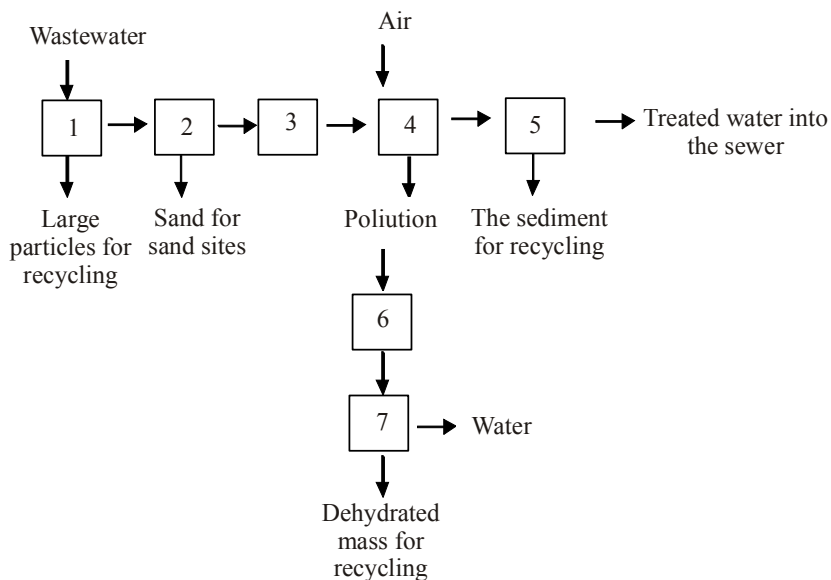 Wastewater
Air
1
2
3
4
5
Treated water into
the sewer
Large
particles for
recycling
Sand for
sand sites
Poliution
The sediment
for recycling
6
7
Water
Dehydrated
mass for
recycling